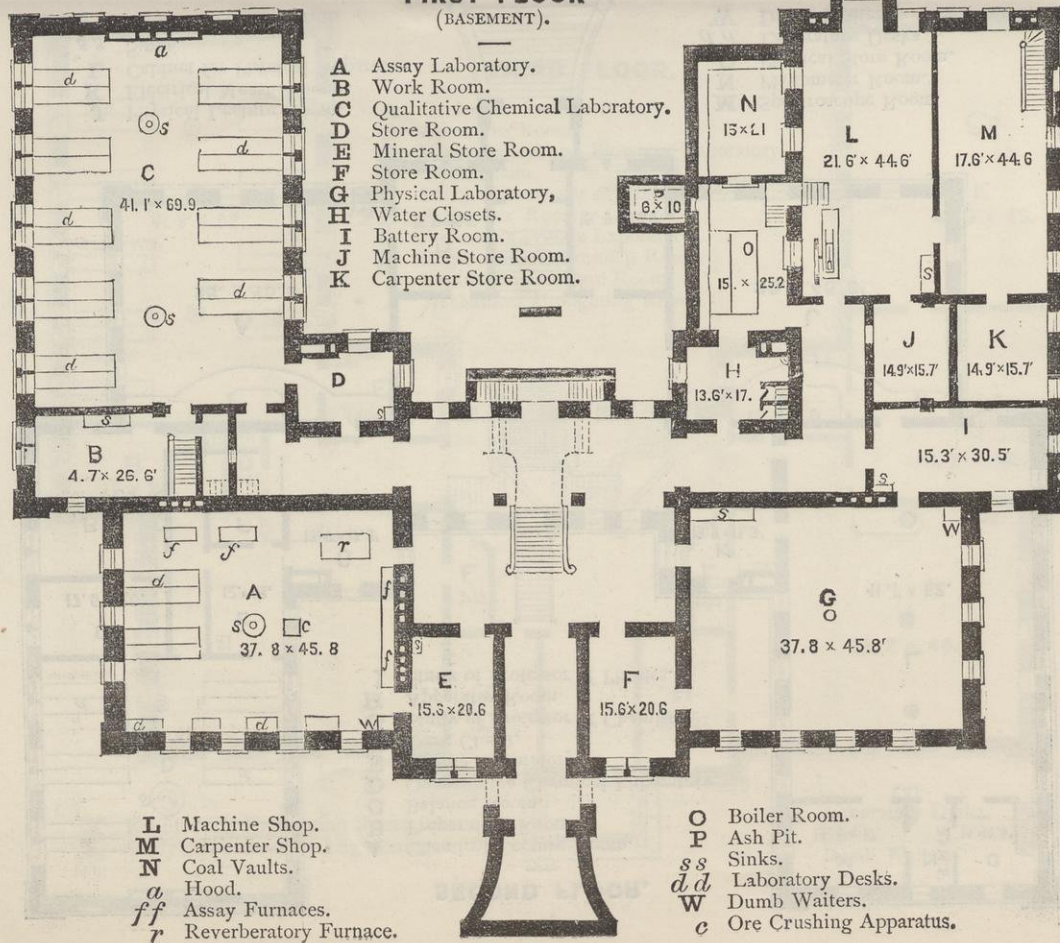 FIRST FLOOR
(BASEMENT).
A Assay Laboratory.
B Work Room.
C Qualitative Chemical Laboratory.
D Store Room.
E Mineral Store Room.
F Store Room.
G Physical Laboratory,
H Water Closets.
I Battery Room.
J Machine Store Room.
K Carpenter Store Room.
a
d
d
s
C
41.1' × 69.9
d
d
d
s
d
D
s
s
B
4.7' × 26.6'
N
15 × 21
L
21.6' × 44.6'
M
17.6' × 44.6
6. × 10
O
15. × 25.2
S
J
14.9' × 15.7'
K
14.9' × 15.7'
H
13.6' × 17.
I
15.3' × 30.5'
s
f
f
r
d
A
f
s
c
37.8 × 45.8
f
d
d
W
s
E
15.3 × 20.6
F
15.6' × 20.6
s
W
G
37.8 × 45.8'
L Machine Shop.
M Carpenter Shop.
N Coal Vaults.
a Hood.
f f Assay Furnaces.
r Reverberatory Furnace.
O Boiler Room.
P Ash Pit.
s s Sinks.
d d Laboratory Desks.
W Dumb Waiters.
c Ore Crushing Apparatus.